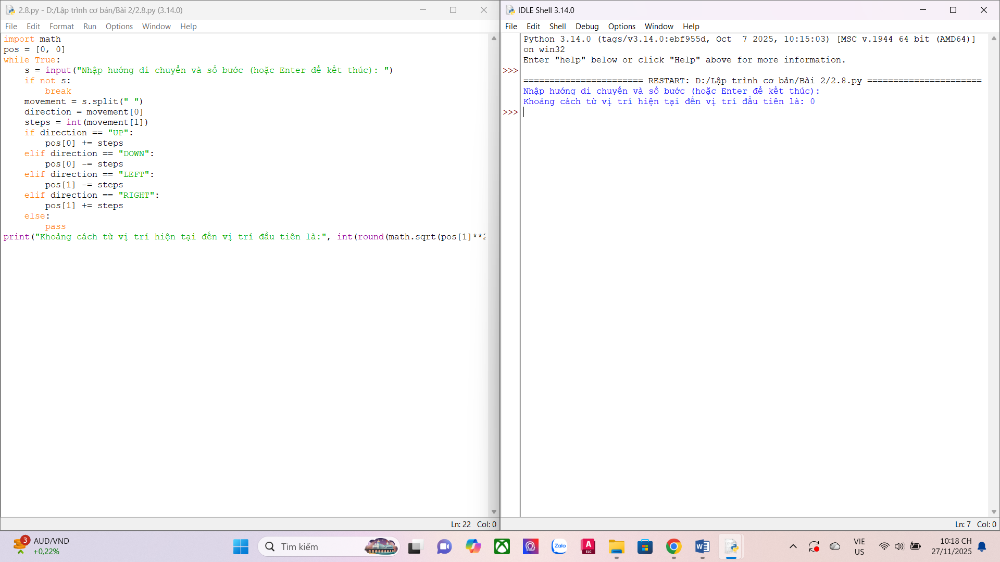 2.8.py - D:/Lập trình cơ bản/Bài 2/2.8.py (3.14.0)
File Edit Format Run Options Window Help
import math
pos = [0, 0]
while True:
    s = input("Nhập hướng di chuyển và số bước (hoặc Enter để kết thúc): ")
    if not s:
        break
    movement = s.split(" ")
    direction = movement[0]
    steps = int(movement[1])
    if direction == "UP":
        pos[0] += steps
    elif direction == "DOWN":
        pos[0] -= steps
    elif direction == "LEFT":
        pos[1] -= steps
    elif direction == "RIGHT":
        pos[1] += steps
    else:
        pass
print("Khoảng cách từ vị trí hiện tại đến vị trí đầu tiên là:", int(round(math.sqrt(pos[1]**2
Ln: 22 Col: 0
IDLE Shell 3.14.0
File Edit Shell Debug Options Window Help
Python 3.14.0 (tags/v3.14.0:ebf955d, Oct  7 2025, 10:15:03) [MSC v.1944 64 bit (AMD64)]
on win32
Enter "help" below or click "Help" above for more information.
>>>
======================= RESTART: D:/Lập trình cơ bản/Bài 2/2.8.py ======================
Nhập hướng di chuyển và số bước (hoặc Enter để kết thúc):
Khoảng cách từ vị trí hiện tại đến vị trí đầu tiên là: 0
>>>
Ln: 7 Col: 0
3
AUD/VND
+0,22%
Tìm kiếm
Zalo
A
ELC
W
VIE
US
10:18 CH
27/11/2025